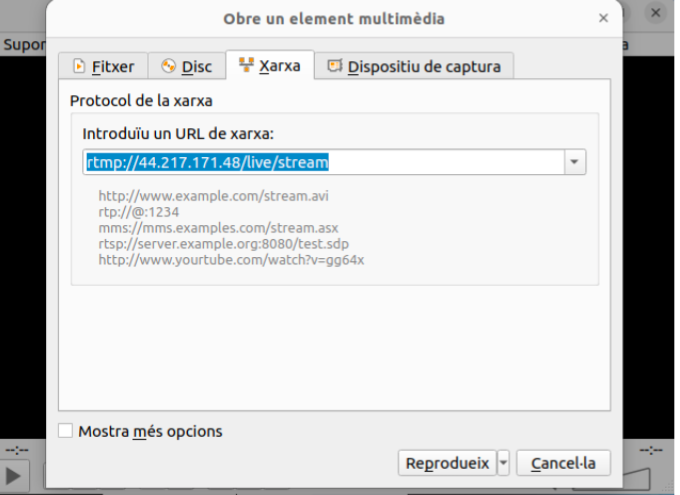 Obre un element multimèdia
Supor
a
Fitxer Disc Xarxa Dispositiu de captura
Protocol de la xarxa
Introduïu un URL de xarxa:
rtmp://44.217.171.48/live/stream
http://www.example.com/stream.avi
rtp://@:1234
mms://mms.examples.com/stream.asx
rtsp://server.example.org:8080/test.sdp
http://www.yourtube.com/watch?v=gg64x
Mostra més opcions
--:-- --:--
Reprodueix Cancel·la